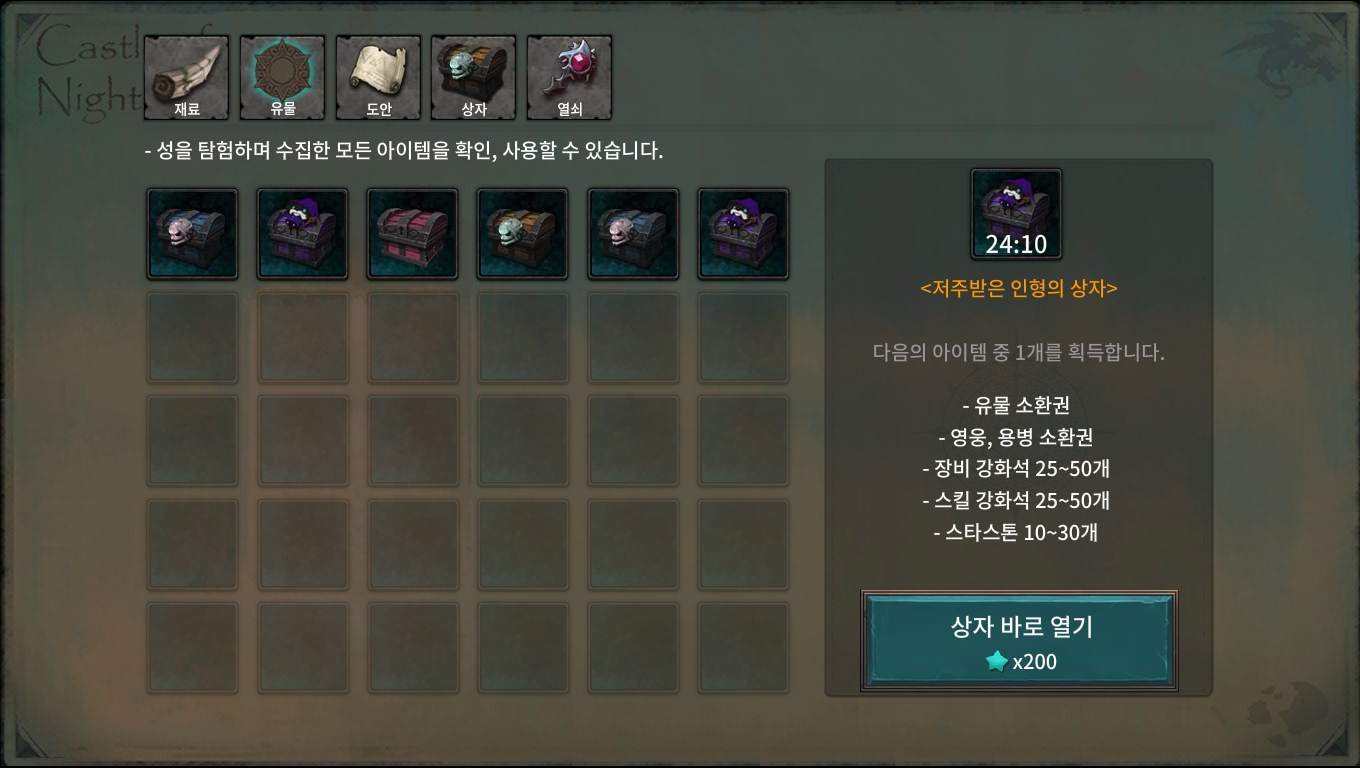 Castle of
Night
재료
유물
도안
상자
열쇠
- 성을 탐험하며 수집한 모든 아이템을 확인, 사용할 수 있습니다.
24:10
<저주받은 인형의 상자>
다음의 아이템 중 1개를 획득합니다.
- 유물 소환권
- 영웅, 용병 소환권
- 장비 강화석 25~50개
- 스킬 강화석 25~50개
- 스타스톤 10~30개
상자 바로 열기
x200